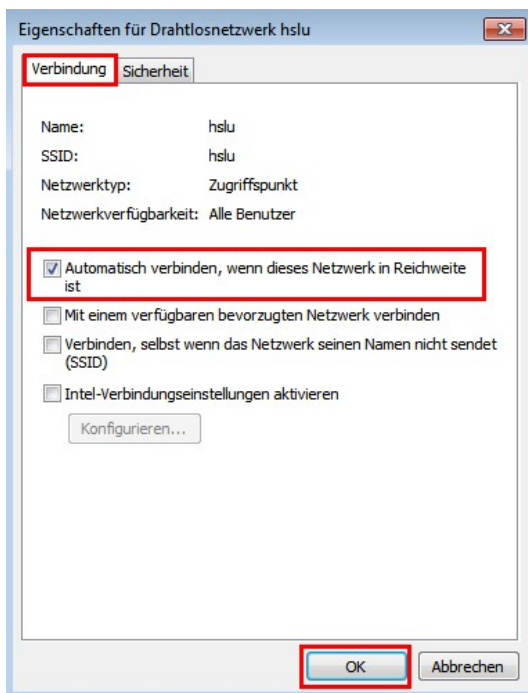 Eigenschaften für Drahtlosnetzwerk hslu
Verbindung Sicherheit
Name: hslu
SSID: hslu
Netzwerktyp: Zugriffspunkt
Netzwerkverfügbarkeit: Alle Benutzer
Automatisch verbinden, wenn dieses Netzwerk in Reichweite
ist
Mit einem verfügbaren bevorzugten Netzwerk verbinden
Verbinden, selbst wenn das Netzwerk seinen Namen nicht sendet
(SSID)
Intel-Verbindungseinstellungen aktivieren
Konfigurieren...
OK Abbrechen